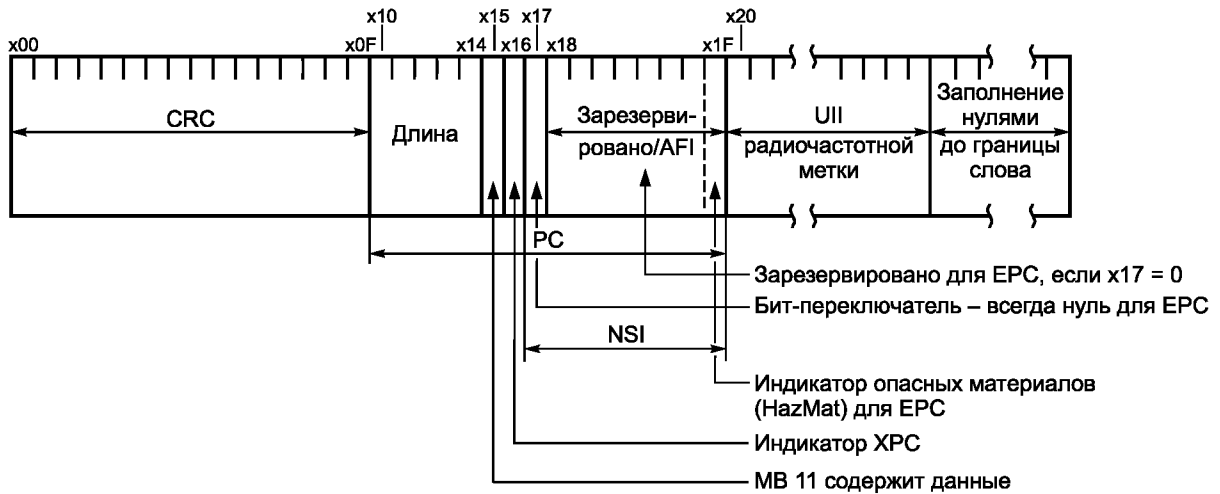 x10 x15 x17 x20
x00 x0F x14 x16 x18 x1F
CRC
Длина
Зарезерви-
ровано/AFI
UII
радиочастотной
метки
Заполнение
нулями
до границы
слова
PC
Зарезервировано для EPC, если x17 = 0
Бит-переключатель – всегда нуль для EPC
NSI
Индикатор опасных материалов
(HazMat) для EPC
Индикатор XPC
MB 11 содержит данные